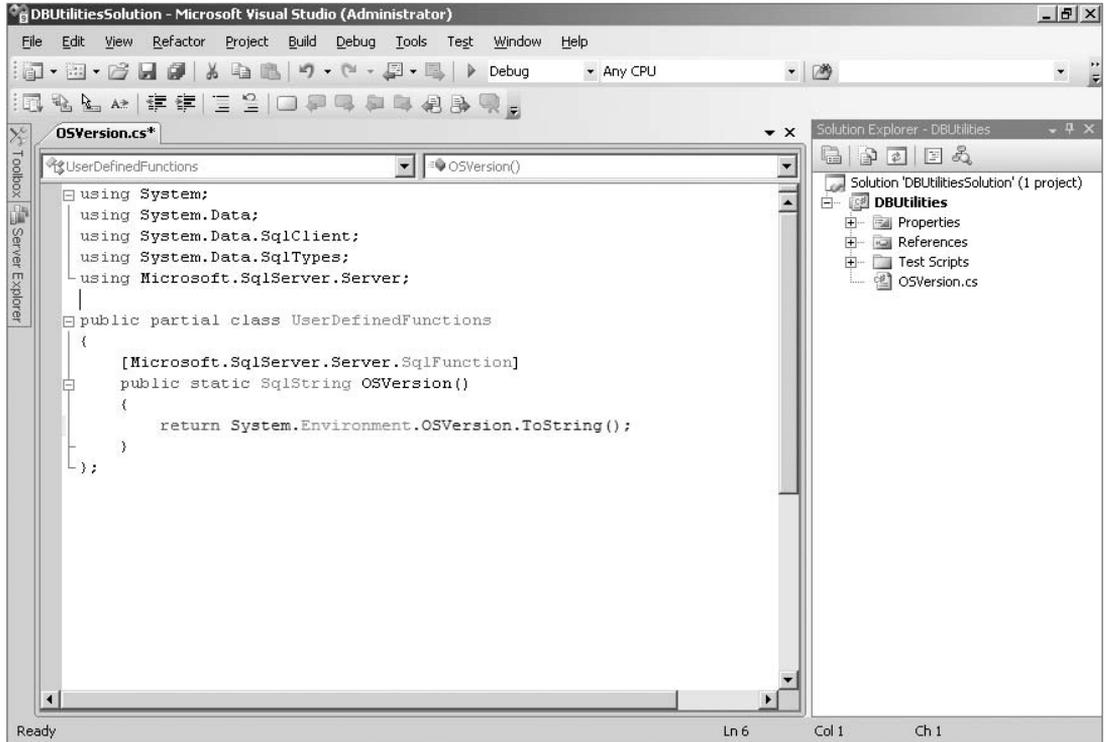 DBUtilitiesSolution - Microsoft Visual Studio (Administrator)
File Edit View Refactor Project Build Debug Tools Test Window Help
Debug Any CPU
OSVersion.cs*
UserDefinedFunctions OSVersion()
using System;
using System.Data;
using System.Data.SqlClient;
using System.Data.SqlTypes;
using Microsoft.SqlServer.Server;
public partial class UserDefinedFunctions
{
[Microsoft.SqlServer.Server.SqlFunction]
public static SqlString OSVersion()
{
return System.Environment.OSVersion.ToString();
}
};
Toolbox
Server Explorer
Solution Explorer - DBUtilities
Solution 'DBUtilitiesSolution' (1 project)
DBUtilities
Properties
References
Test Scripts
OSVersion.cs
Ready Ln 6 Col 1 Ch 1